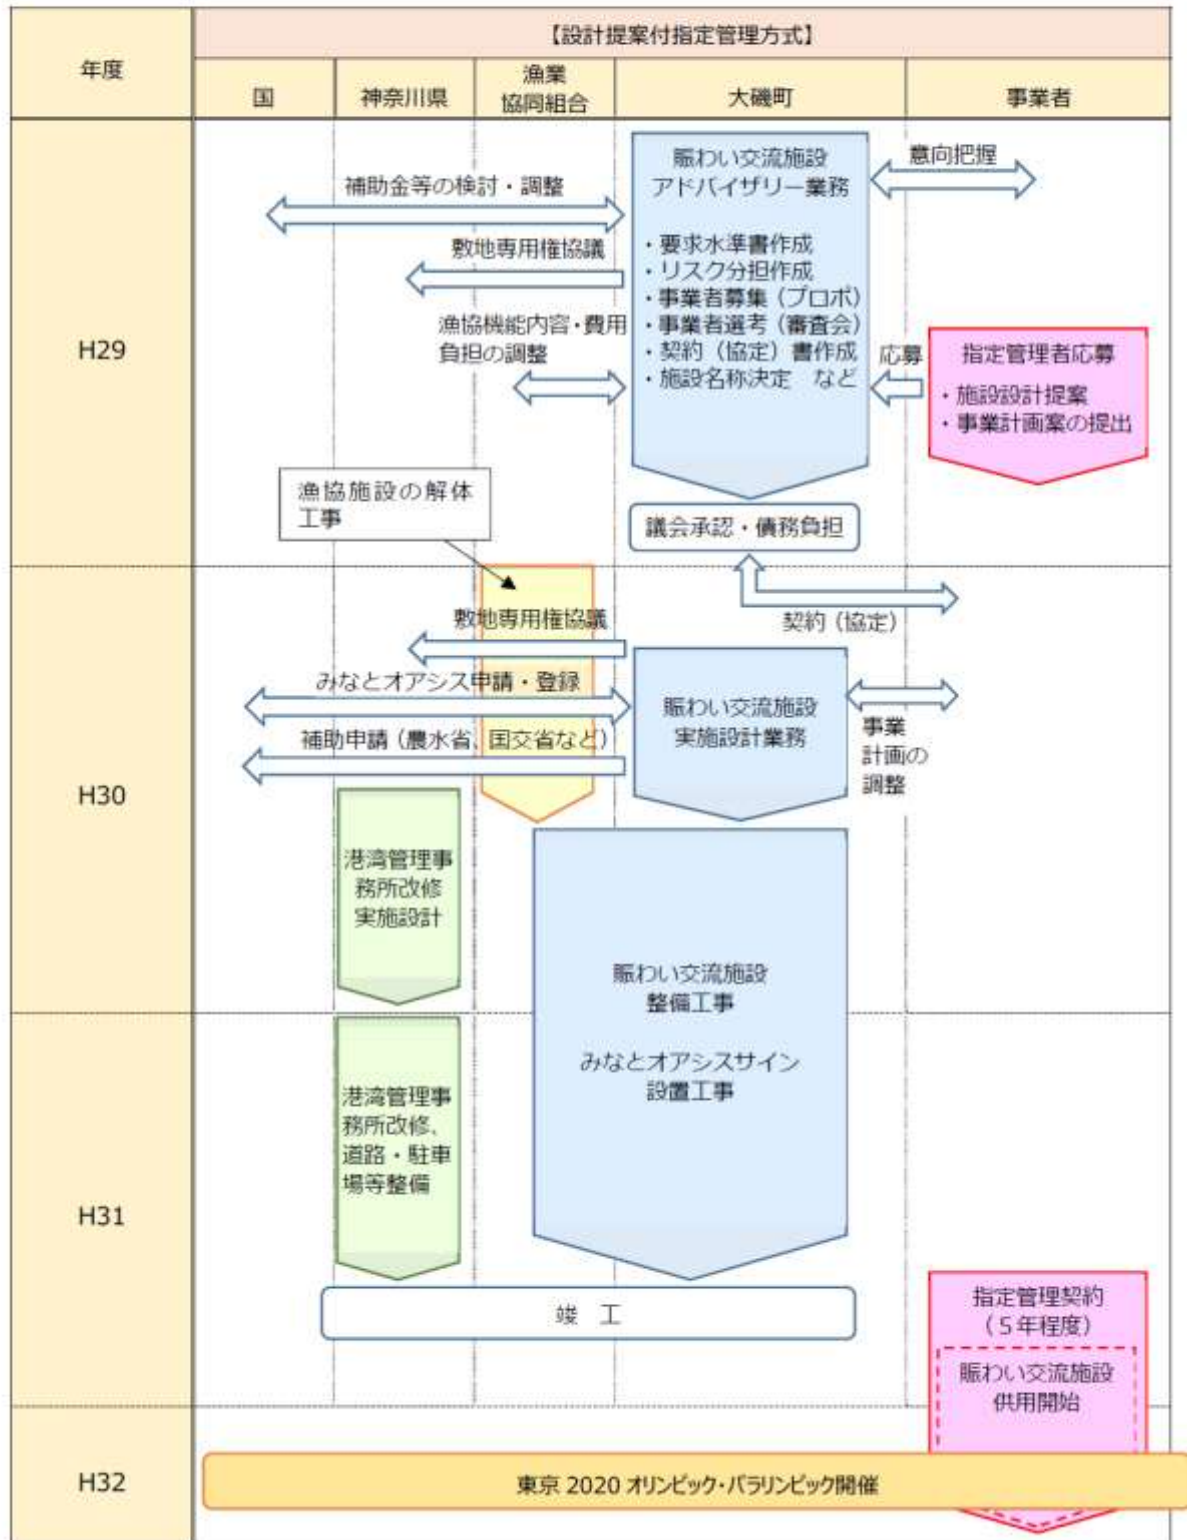 年度
【設計提案付指定管理方式】
国
神奈川県
漁業
協同組合
大磯町
事業者
H29
賑わい交流施設
アドバイザリー業務
・要求水準書作成
・リスク分担作成
・事業者募集（プロポ）
・事業者選考（審査会）
・契約（協定）書作成
・施設名称決定　など
意向把握
補助金等の検討・調整
敷地専用権協議
漁協機能内容・費用
負担の調整
応募
指定管理者応募
・施設設計提案
・事業計画案の提出
漁協施設の解体
工事
議会承認・債務負担
契約（協定）
H30
敷地専用権協議
みなとオアシス申請・登録
補助申請（農水省、国交省など）
賑わい交流施設
実施設計業務
事業
計画の
調整
港湾管理事
務所改修
実施設計
賑わい交流施設
整備工事
みなとオアシスサイン
設置工事
H31
港湾管理事
務所改修、
道路・駐車
場等整備
竣　工
指定管理契約
（５年程度）
賑わい交流施設
供用開始
H32
東京 2020 オリンピック・パラリンピック開催